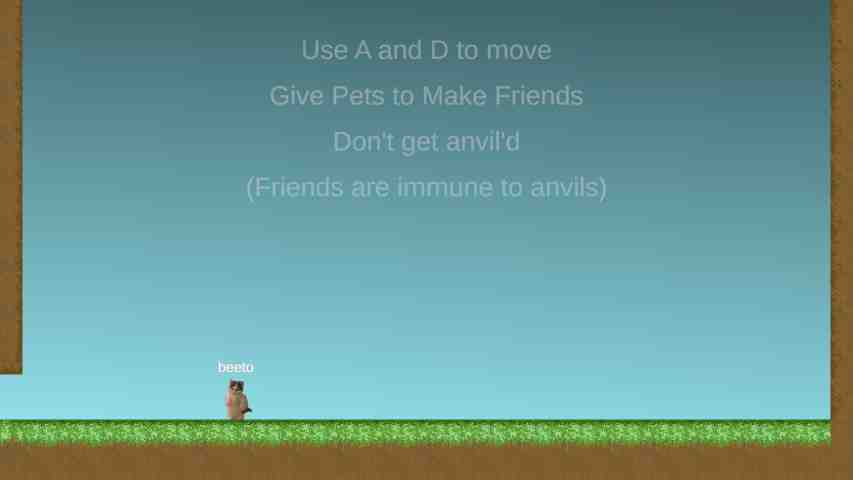 Use A and D to move
Give Pets to Make Friends
Don't get anvil'd
(Friends are immune to anvils)
beeto